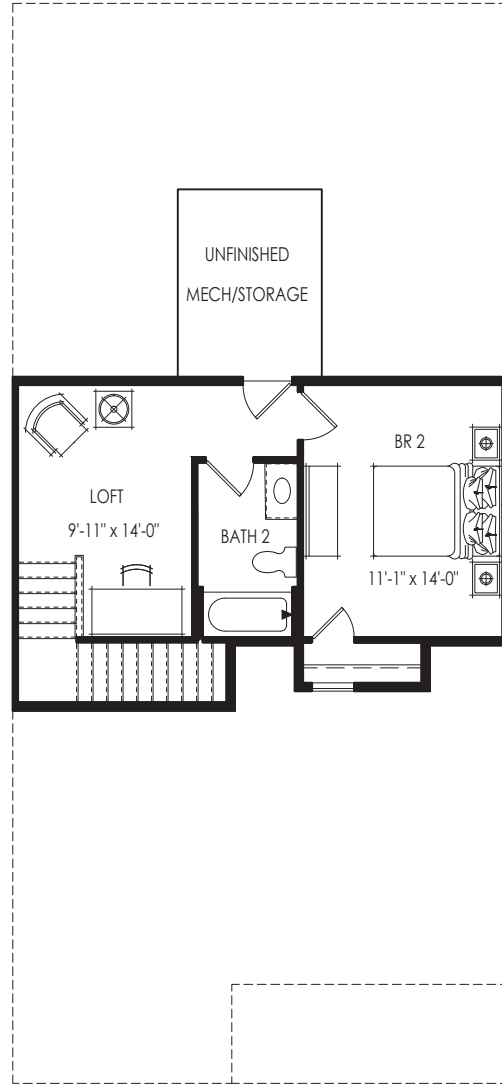 UNFINISHED
MECH/STORAGE
BR 2
LOFT
9'-11" x 14'-0"
BATH 2
11'-1" x 14'-0"